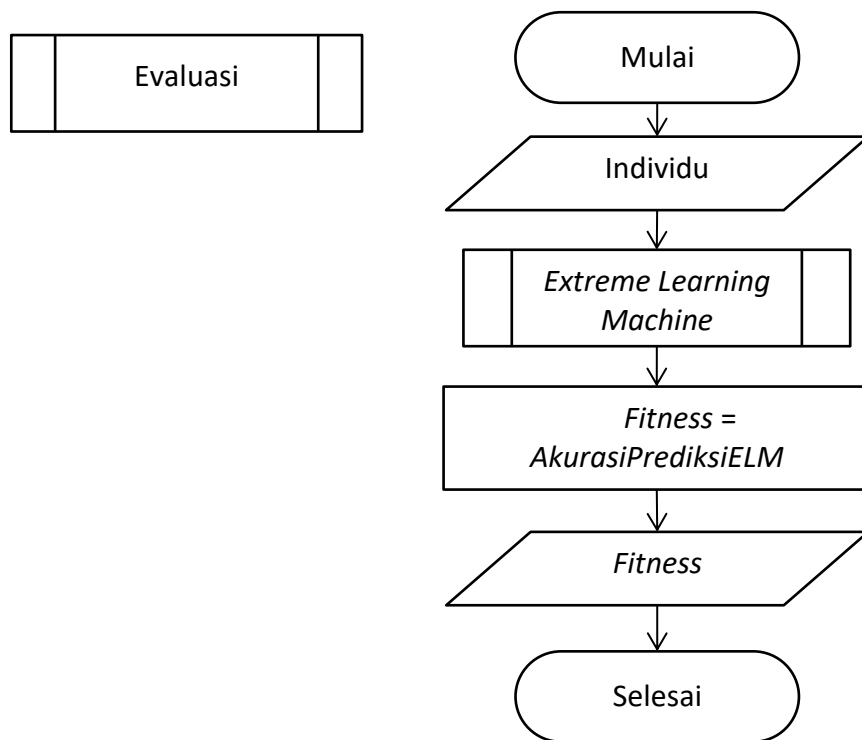 Evaluasi
Mulai
Individu
Extreme Learning
Machine
Fitness =
AkurasiPrediksiELM
Fitness
Selesai